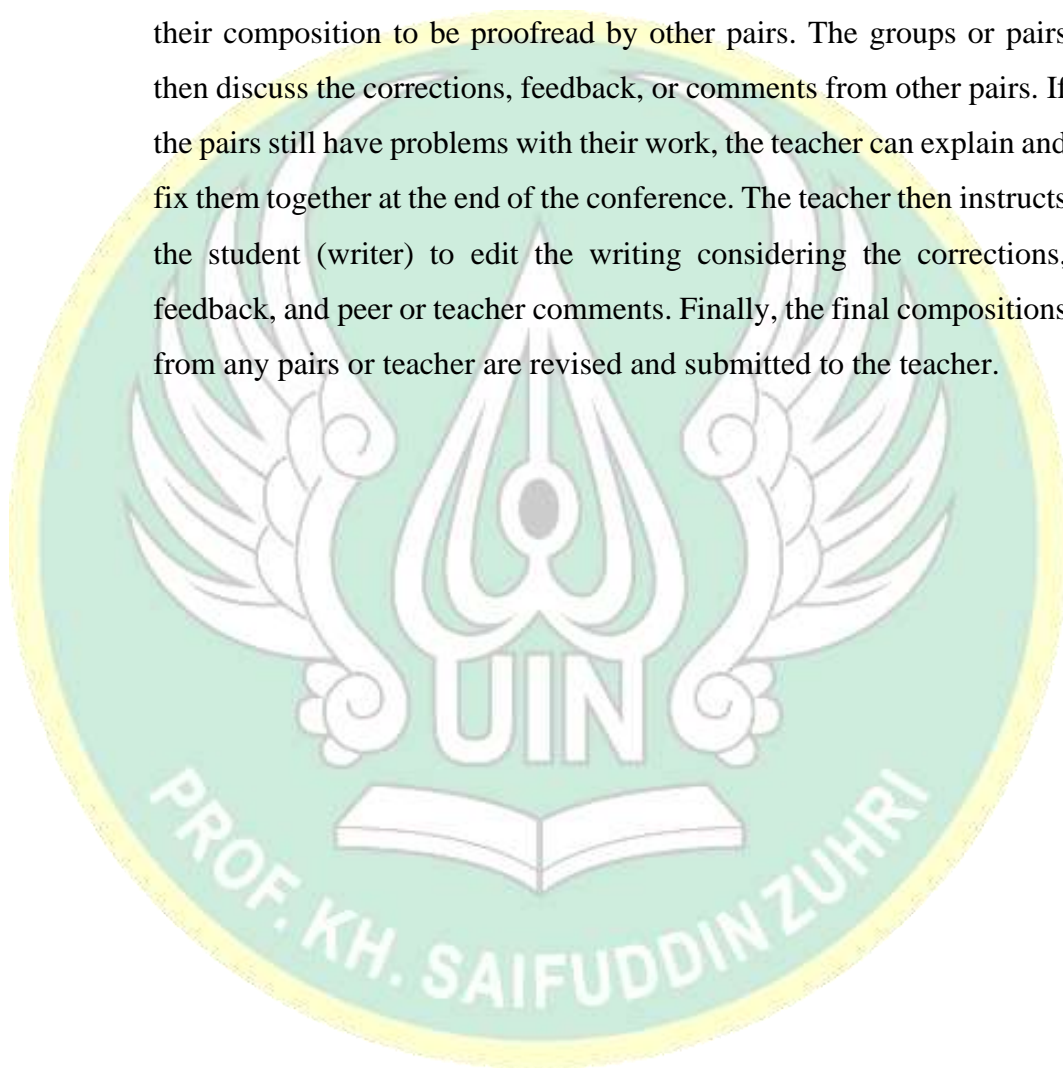 their composition to be proofread by other pairs. The groups or pairs
then discuss the corrections, feedback, or comments from other pairs. If
the pairs still have problems with their work, the teacher can explain and
fix them together at the end of the conference. The teacher then instructs
the student (writer) to edit the writing considering the corrections,
feedback, and peer or teacher comments. Finally, the final compositions
from any pairs or teacher are revised and submitted to the teacher.
UIN
PROF. KH. SAIFUDDIN ZUHRI